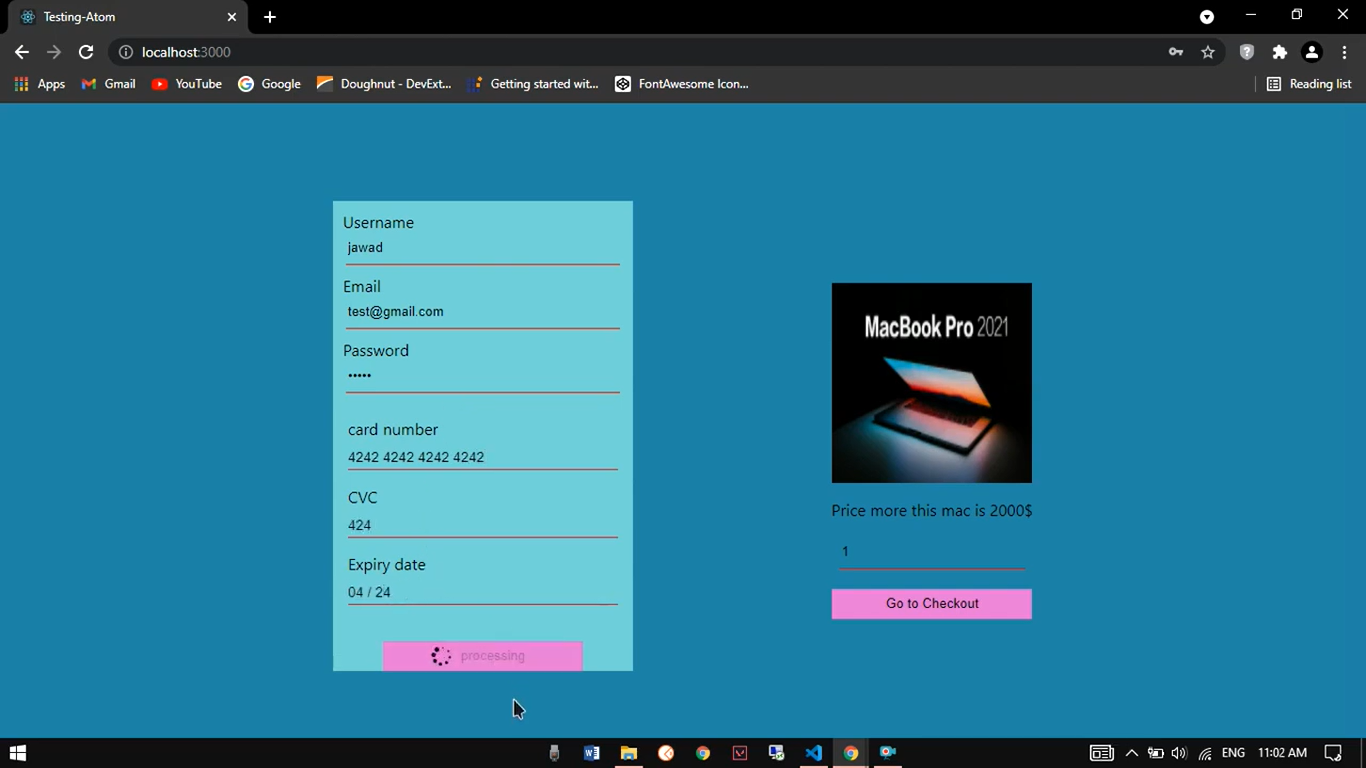 Testing-Atom
localhost:3000
Apps Gmail YouTube Google Doughnut - DevExt... Getting started wit... FontAwesome Icon... Reading list
Username
jawad
Email
test@gmail.com
Password
•••••
card number
4242 4242 4242 4242
CVC
424
Expiry date
04 / 24
processing
MacBook Pro 2021
Price more this mac is 2000$
1
Go to Checkout
ENG 11:02 AM